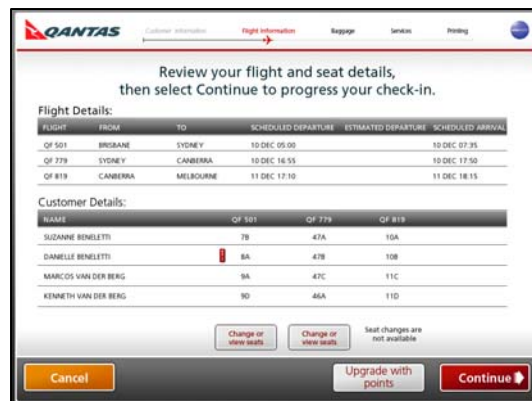 QANTAS
Customer Information Flight Information Baggage Services Printing
Review your flight and seat details,
then select Continue to progress your check-in.
Flight Details:
FLIGHT FROM TO SCHEDULED DEPARTURE ESTIMATED DEPARTURE SCHEDULED ARRIVAL
QF 501 BRISBANE SYDNEY 10 DEC 05:00 10 DEC 07:35
QF 779 SYDNEY CANBERRA 10 DEC 16:55 10 DEC 17:50
QF 819 CANBERRA MELBOURNE 11 DEC 17:10 11 DEC 18:15
Customer Details:
NAME QF 501 QF 779 QF 819
SUZANNE BENELETTI 7B 47A 10A
DANIELLE BENELETTI 8A 47B 10B
MARCOS VAN DER BERG 9A 47C 11C
KENNETH VAN DER BERG 9D 46A 11D
Change or Change or Seat changes are
view seats view seats not available
Cancel
Upgrade with
points
Continue